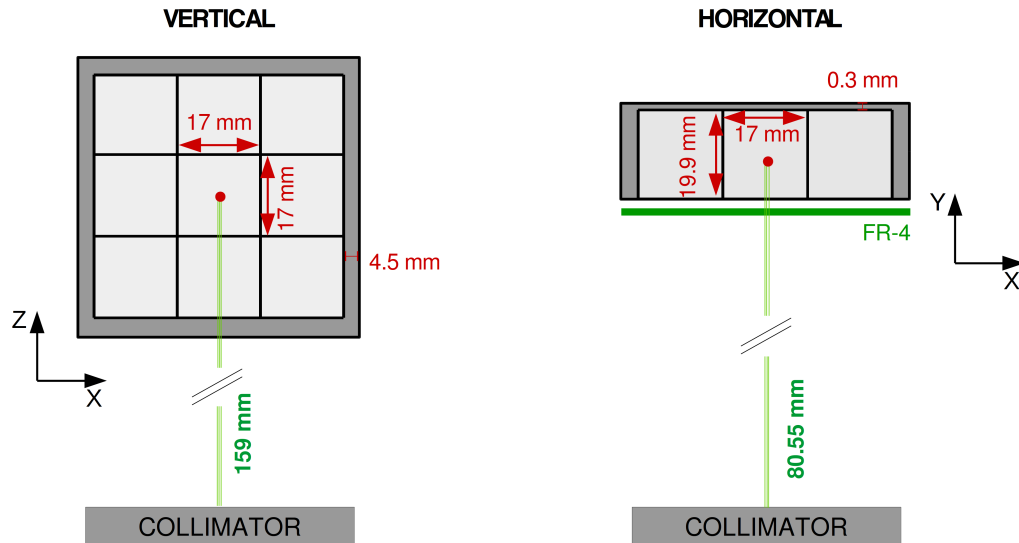 VERTICAL
17 mm
17 mm
4.5 mm
Z
X
159 mm
COLLIMATOR
HORIZONTAL
0.3 mm
17 mm
19.9 mm
FR-4
Y
X
80.55 mm
COLLIMATOR